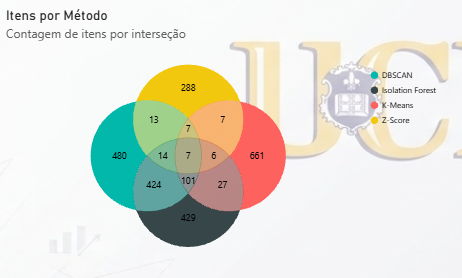 Itens por Método
Contagem de itens por interseção
288
DBSCAN
Isolation Forest
K-Means
Z-Score
13
7
7
480
14
7
6
661
424
101
27
429
UC